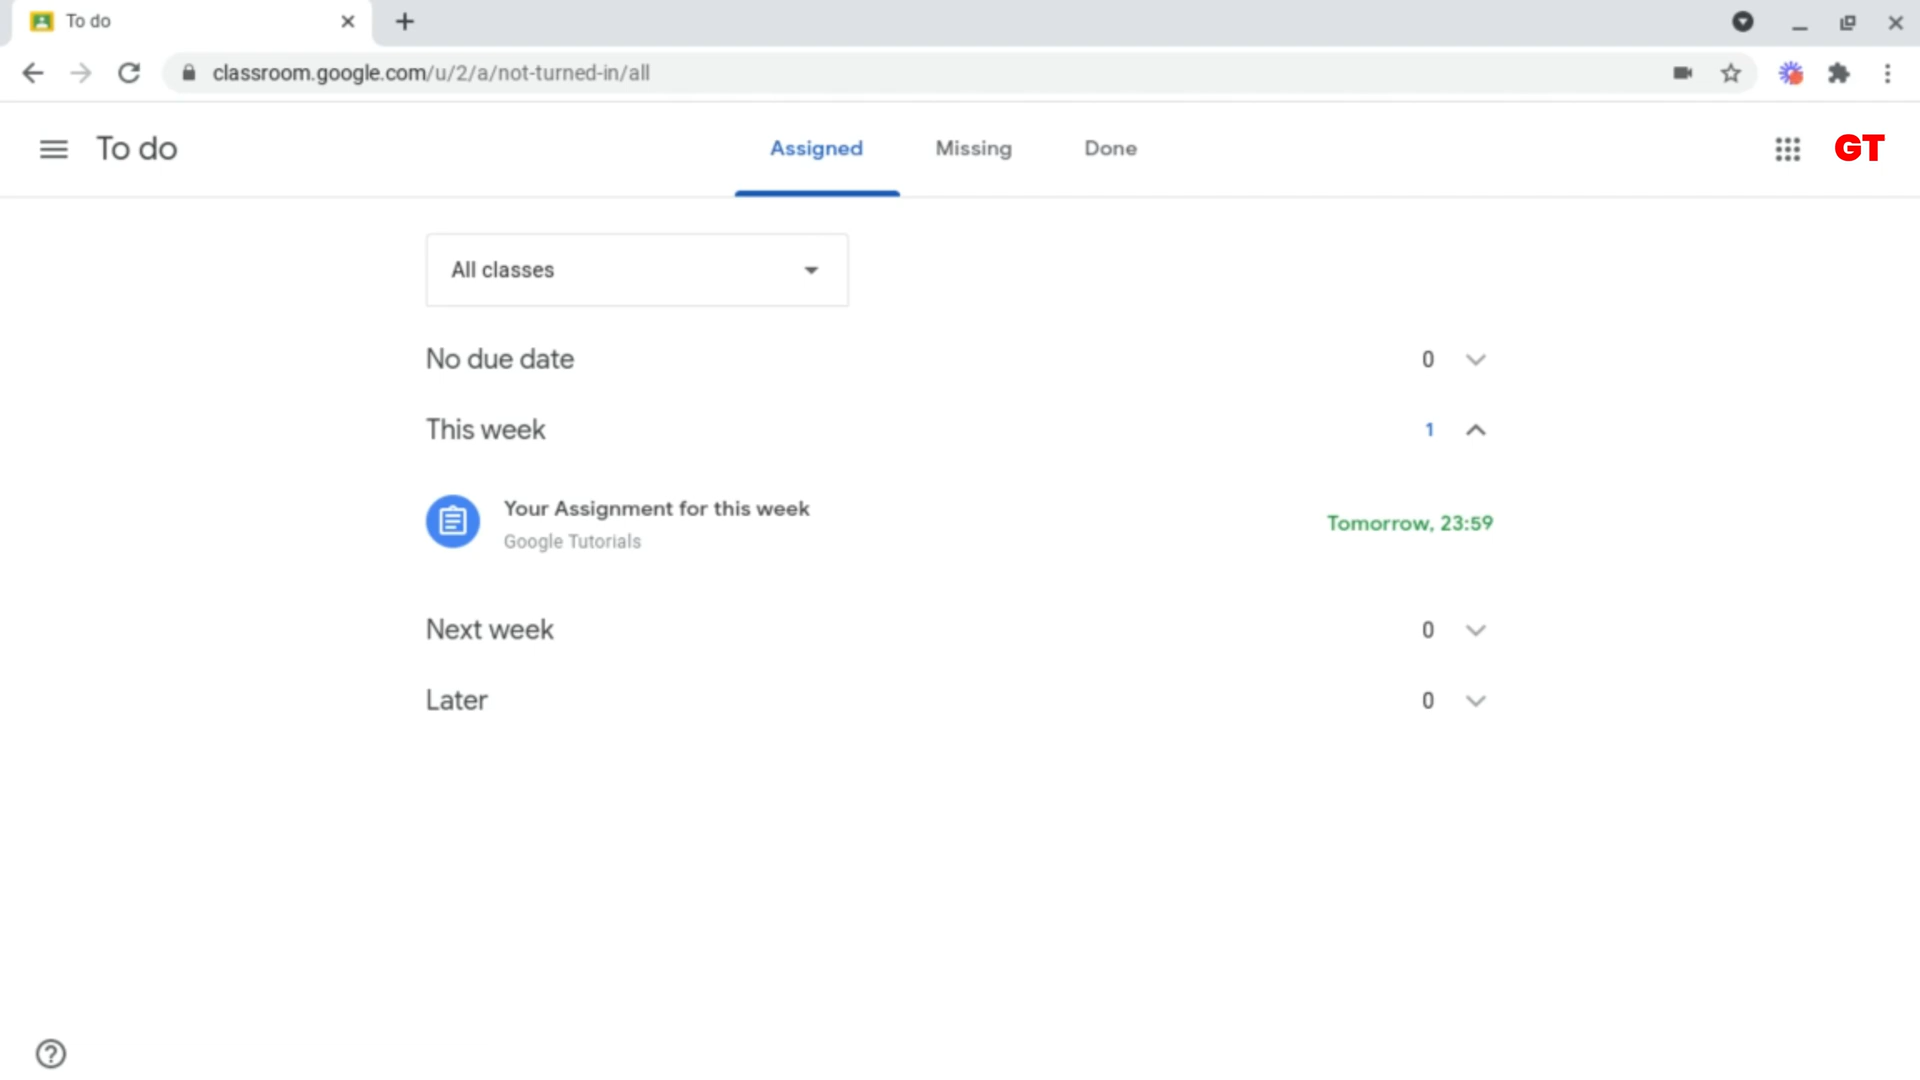 To do
classroom.google.com/u/2/a/not-turned-in/all
To do
Assigned
Missing
Done
GT
All classes
No due date
0
This week
1
Your Assignment for this week
Google Tutorials
Tomorrow, 23:59
Next week
0
Later
0